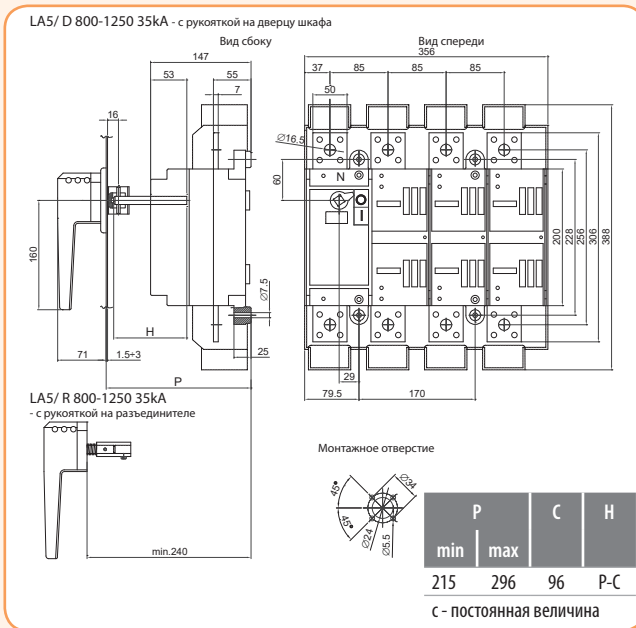 LA5/ D 800-1250 35kA - с рукояткой на дверцу шкафа
Вид сбоку
Вид спереди
147
356
53
55
37
85
85
85
7
50
16
∅16,5
60
N
O
I
160
200
228
256
306
388
∅7.5
H
25
71
1.5÷3
29
P
79.5
170
LA5/ R 800-1250 35kA
- с рукояткой на разъединителе
Монтажное отверстие
45°
45°
∅34
∅24
∅5.5
min.240
P C H
min max
215 296 96 P-C
с - постоянная величина